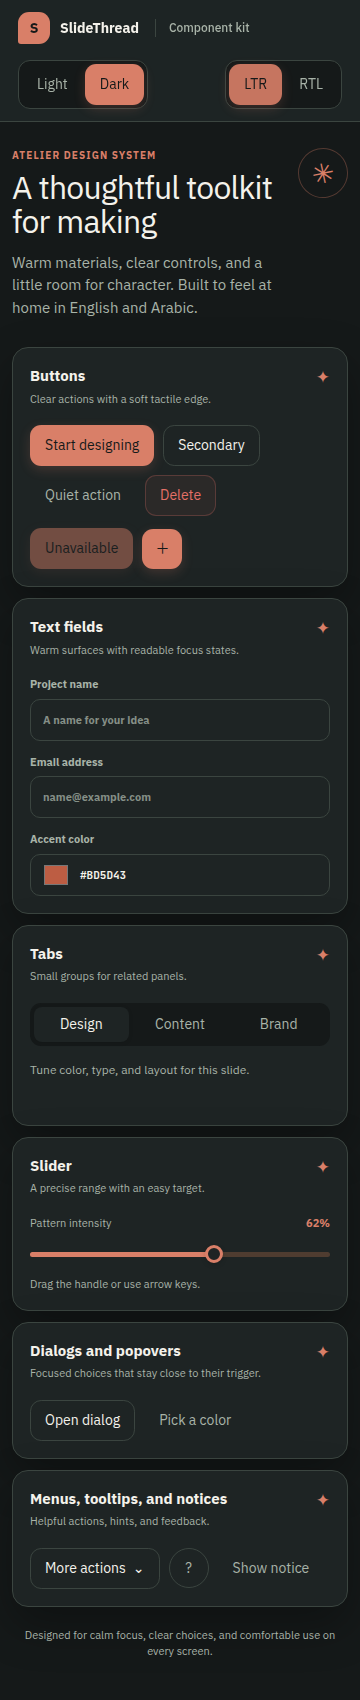 S SlideThread Component kit
Light Dark LTR RTL
ATELIER DESIGN SYSTEM
A thoughtful toolkit
for making
Warm materials, clear controls, and a
little room for character. Built to feel at
home in English and Arabic.
Buttons
Clear actions with a soft tactile edge.
Start designing Secondary
Quiet action Delete
Unavailable +
Text fields
Warm surfaces with readable focus states.
Project name
A name for your idea
Email address
name@example.com
Accent color
#BD5D43
Tabs
Small groups for related panels.
Design Content Brand
Tune color, type, and layout for this slide.
Slider
A precise range with an easy target.
Pattern intensity 62%
Drag the handle or use arrow keys.
Dialogs and popovers
Focused choices that stay close to their trigger.
Open dialog Pick a color
Menus, tooltips, and notices
Helpful actions, hints, and feedback.
More actions ? Show notice
Designed for calm focus, clear choices, and comfortable use on
every screen.